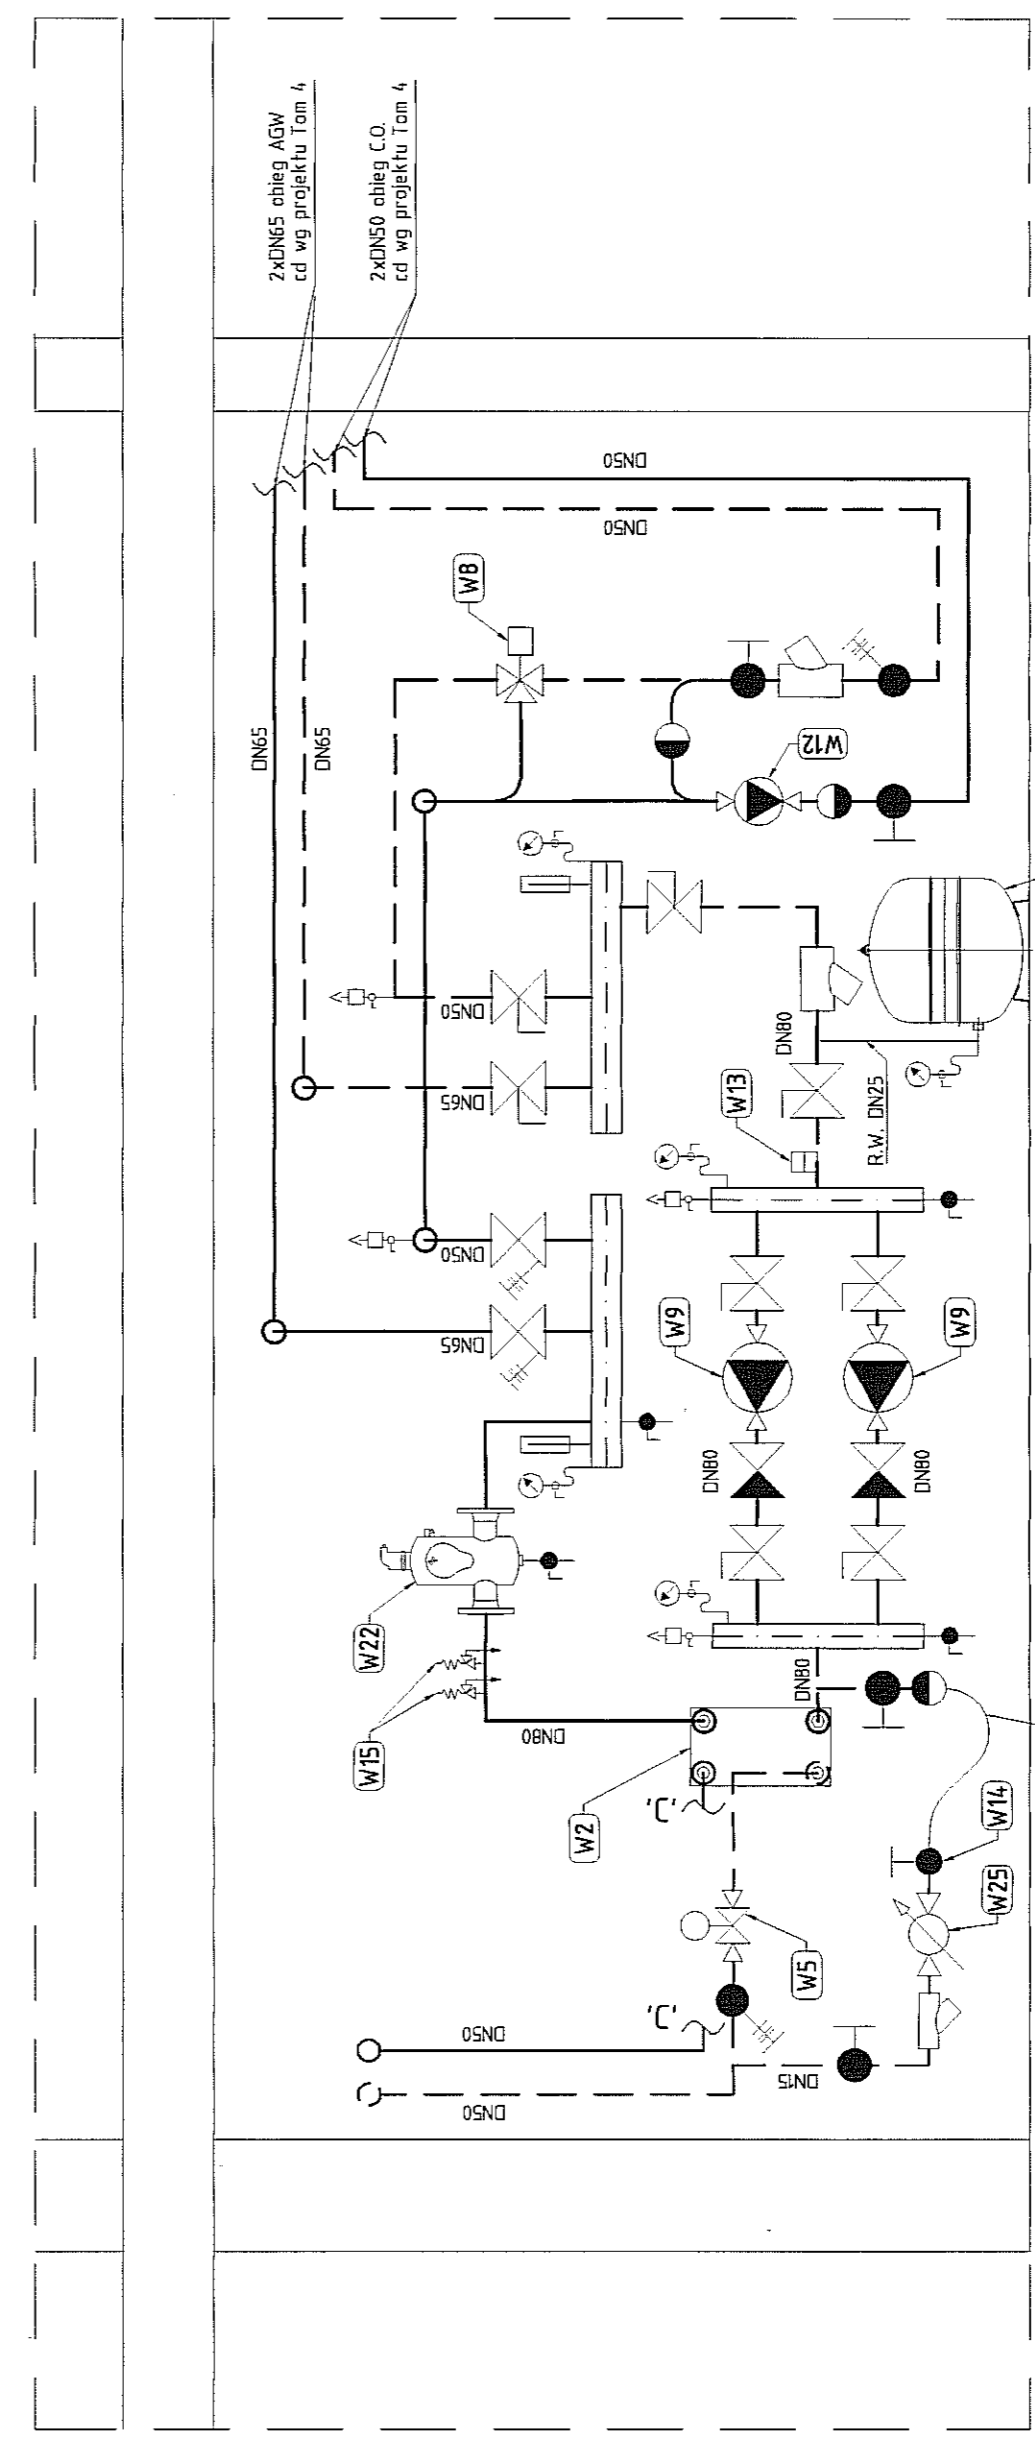 2xDN65 obieg AGW
cd wg projektu Tom 4
2xDN50 obieg C.O.
cd wg projektu Tom 4
DN50
DN50
W8
DN65
DN65
W12
DN50
DN65
DN80
W13
R.W. DN25
DN50
DN65
W9
W9
DN80
DN80
W22
W15
DN80
DN80
W2
W14
W25
W5
DN50
DN50
DN15